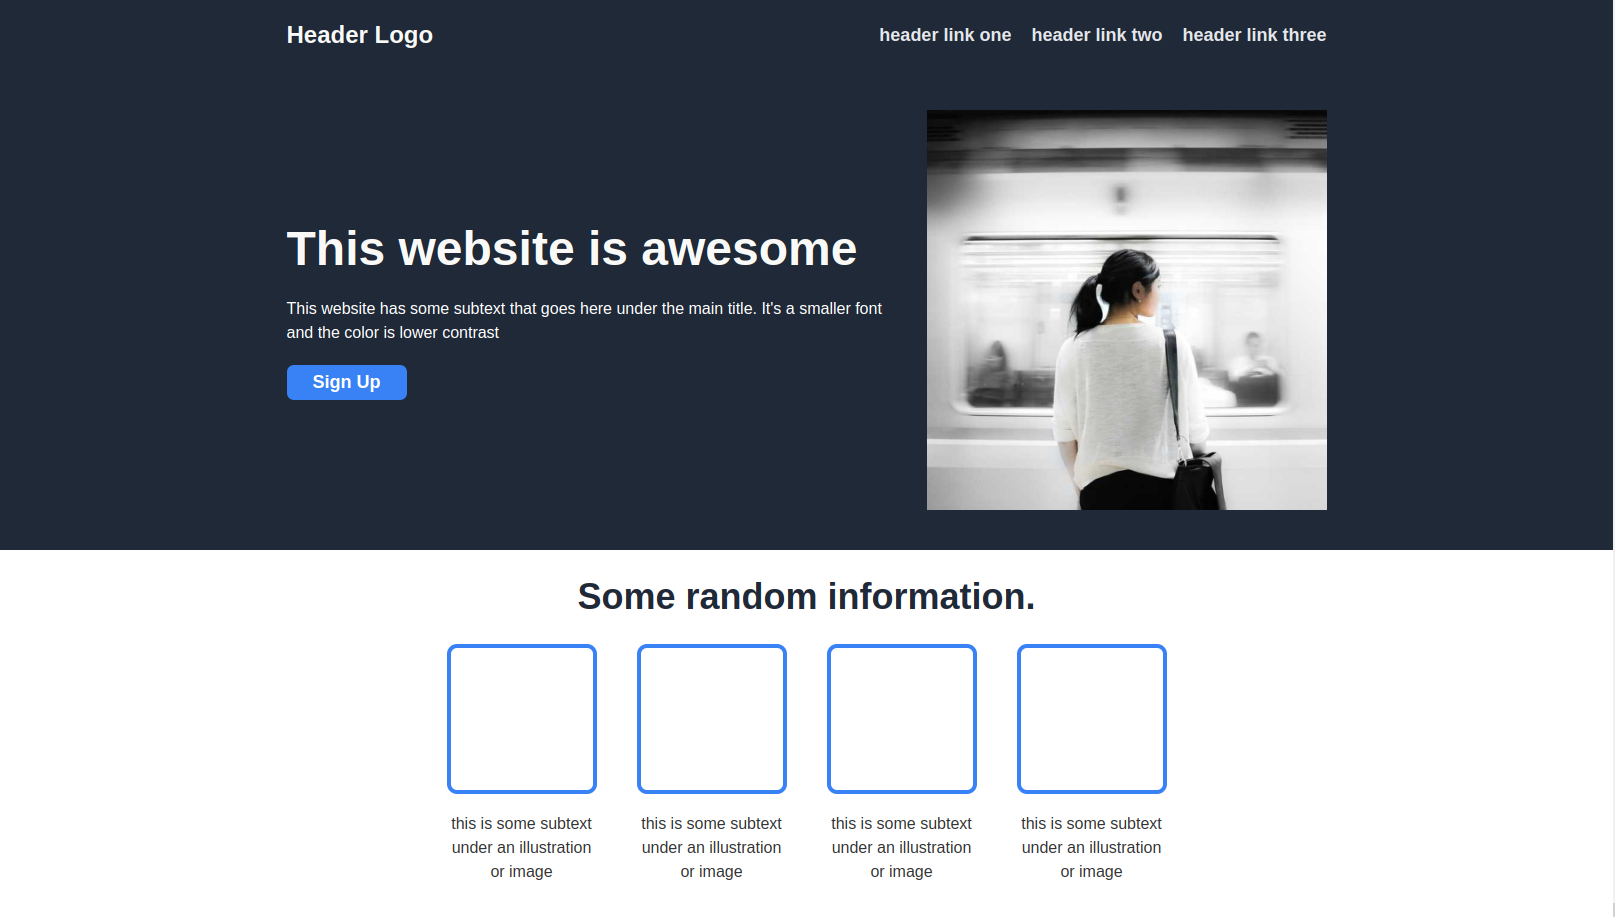 Header Logo
header link one
header link two
header link three
This website is awesome
This website has some subtext that goes here under the main title. It's a smaller font
and the color is lower contrast
Sign Up
Some random information.
this is some subtext
under an illustration
or image
this is some subtext
under an illustration
or image
this is some subtext
under an illustration
or image
this is some subtext
under an illustration
or image